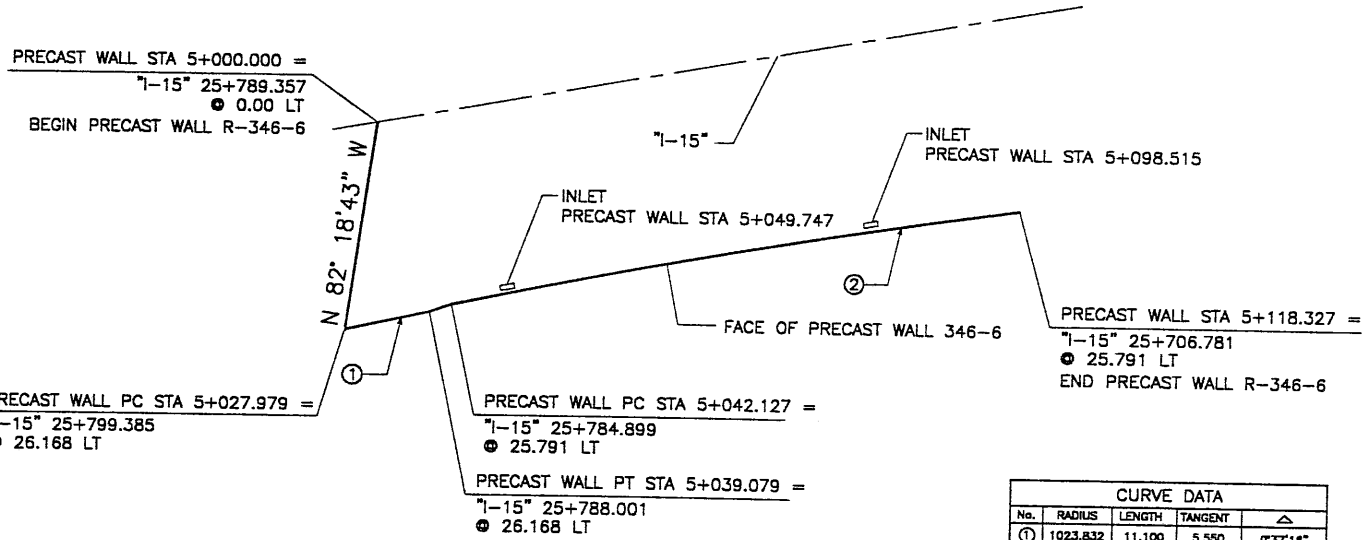 PRECAST WALL STA 5+000.000 =
"I-15" 25+789.357
@ 0.00 LT
BEGIN PRECAST WALL R-346-6
N 82° 18'43" W
"I-15"
INLET
PRECAST WALL STA 5+098.515
INLET
PRECAST WALL STA 5+049.747
②
①
FACE OF PRECAST WALL 346-6
PRECAST WALL STA 5+118.327 =
"I-15" 25+706.781
@ 25.791 LT
END PRECAST WALL R-346-6
PRECAST WALL PC STA 5+027.979 =
I-15" 25+799.385
@ 26.168 LT
PRECAST WALL PC STA 5+042.127 =
"I-15" 25+784.899
@ 25.791 LT
PRECAST WALL PT STA 5+039.079 =
"I-15" 25+788.001
@ 26.168 LT
CURVE DATA
No. RADIUS LENGTH TANGENT △
① 1023.832 11.100 5.550